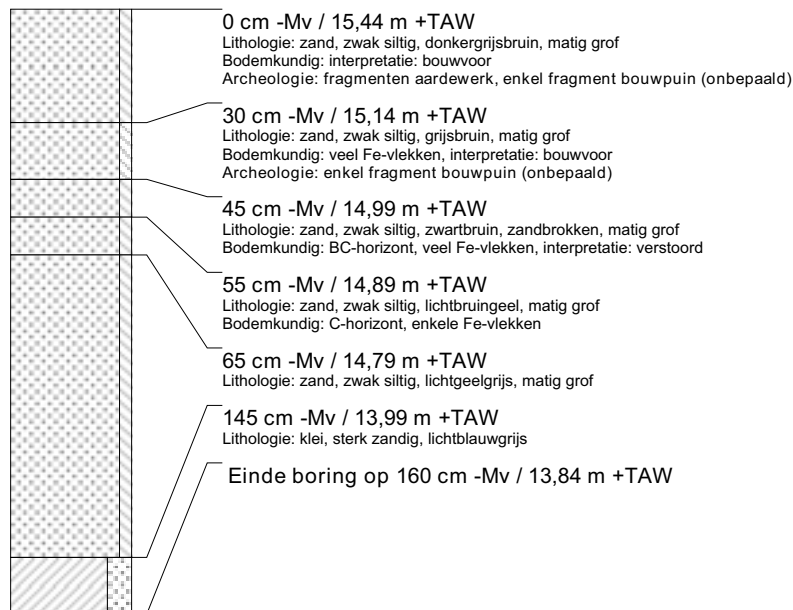 0 cm -Mv / 15,44 m +TAW
Lithologie: zand, zwak siltig, donkergrijsbruin, matig grof
Bodemkundig: interpretatie: bouwvoor
Archeologie: fragmenten aardewerk, enkel fragment bouwpuin (onbepaald)
30 cm -Mv / 15,14 m +TAW
Lithologie: zand, zwak siltig, grijsbruin, matig grof
Bodemkundig: veel Fe-vlekken, interpretatie: bouwvoor
Archeologie: enkel fragment bouwpuin (onbepaald)
45 cm -Mv / 14,99 m +TAW
Lithologie: zand, zwak siltig, zwartbruin, zandbrokken, matig grof
Bodemkundig: BC-horizont, veel Fe-vlekken, interpretatie: verstoord
55 cm -Mv / 14,89 m +TAW
Lithologie: zand, zwak siltig, lichtbruingeel, matig grof
Bodemkundig: C-horizont, enkele Fe-vlekken
65 cm -Mv / 14,79 m +TAW
Lithologie: zand, zwak siltig, lichtgeelgrijs, matig grof
145 cm -Mv / 13,99 m +TAW
Lithologie: klei, sterk zandig, lichtblauwgrijs
Einde boring op 160 cm -Mv / 13,84 m +TAW